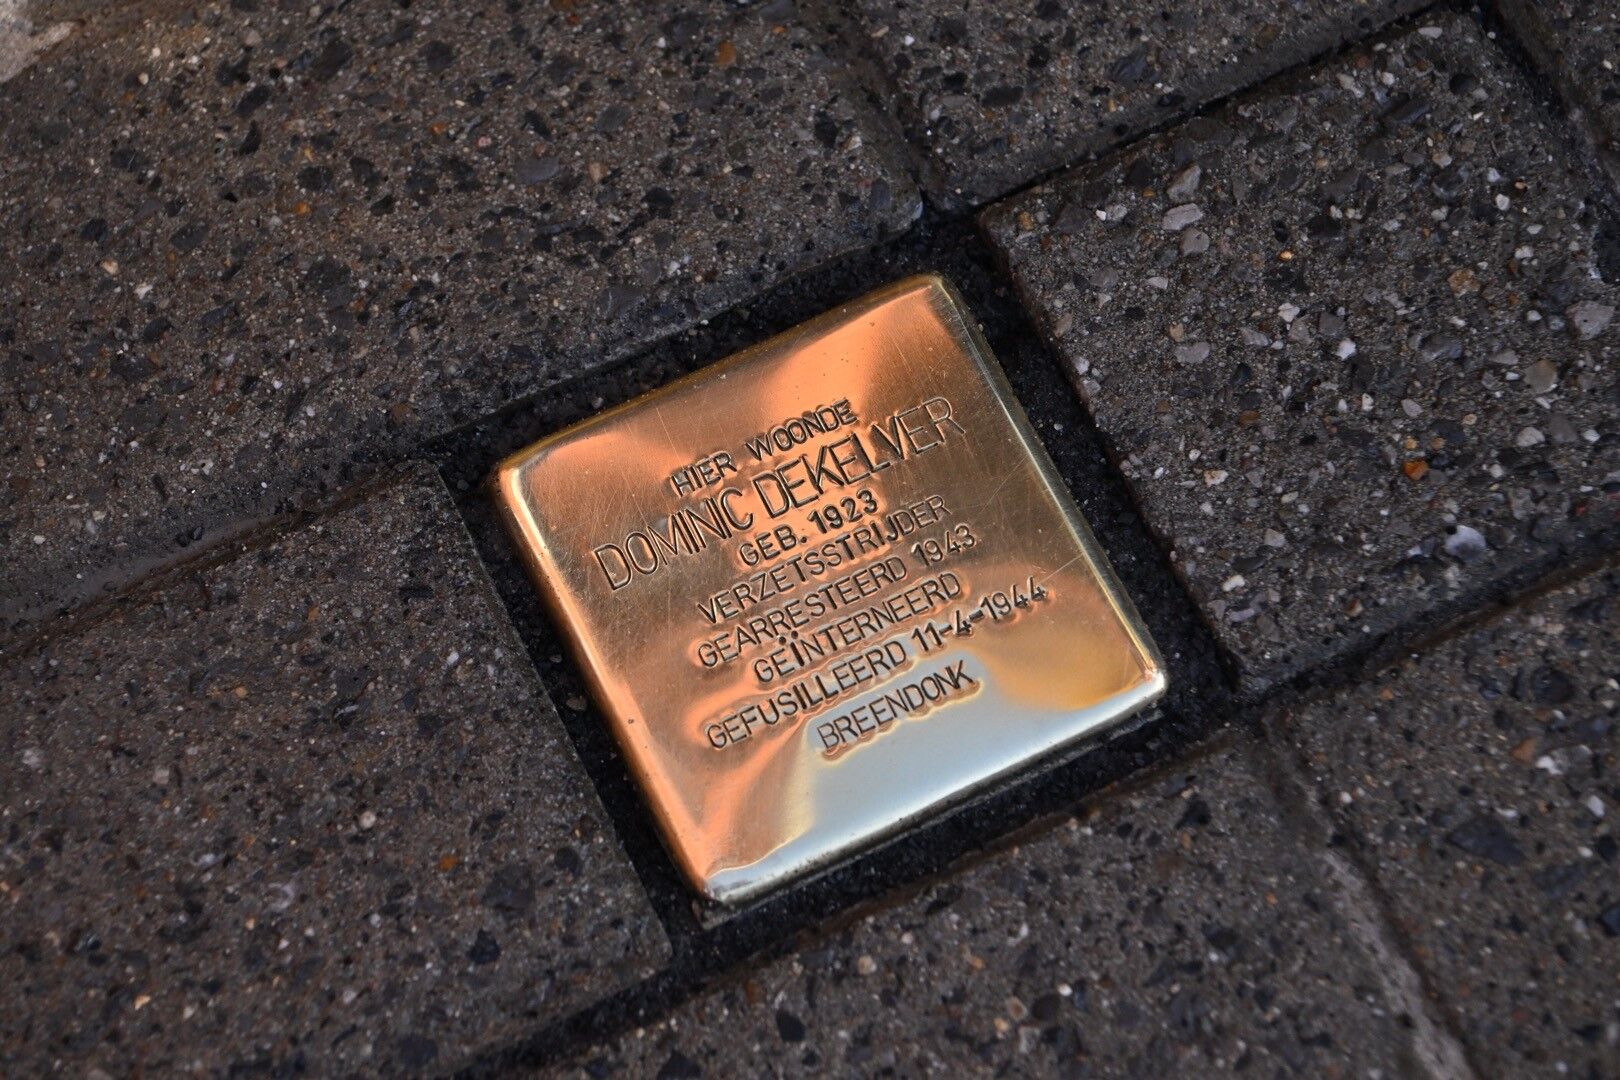 HIER WOONDE
DOMINIC DEKELVER
GEB. 1923
VERZETSSTRIJDER
GEARRESTEERD 1943
GEÏNTERNEERD
GEFUSILLEERD 11-4-1944
BREENDONK